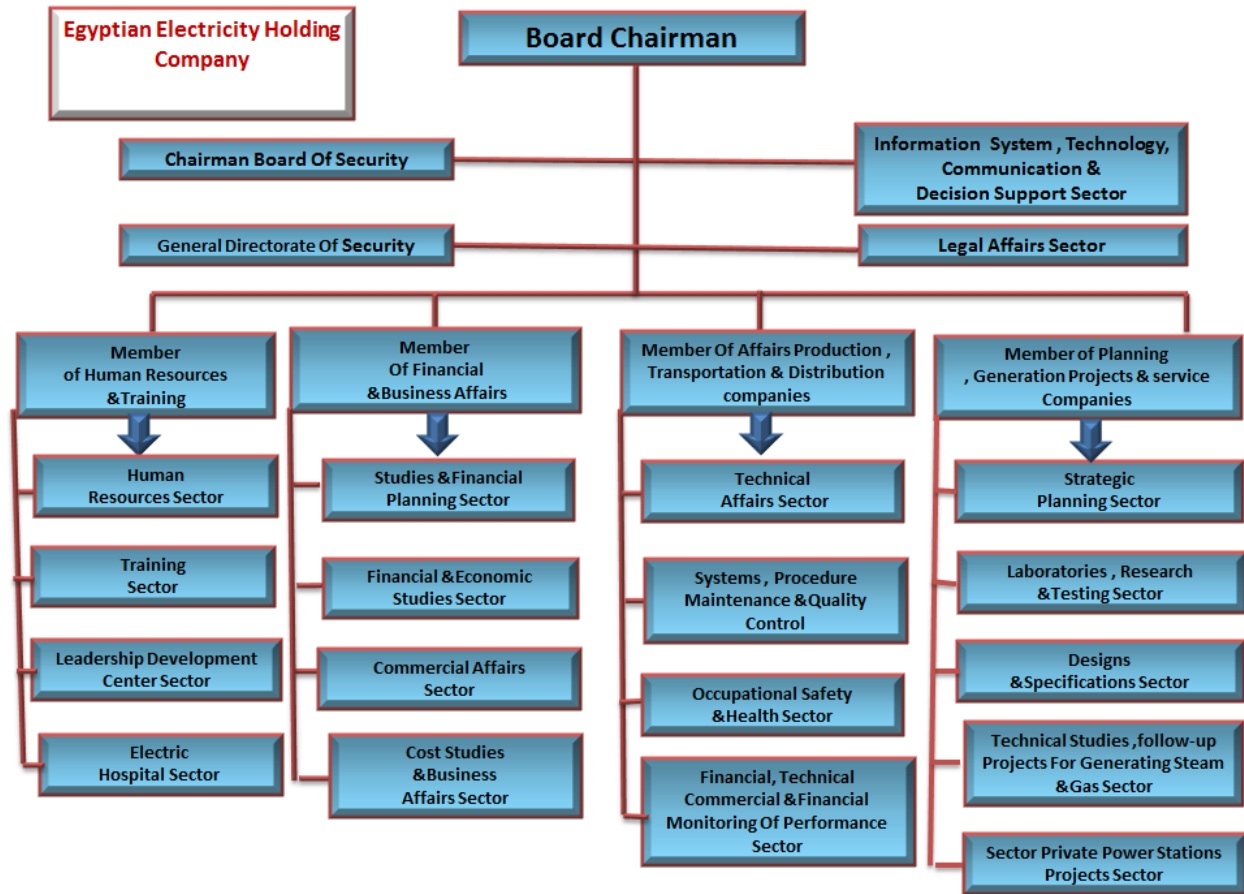 Egyptian Electricity Holding
Company
Board Chairman
Chairman Board Of Security
Information System , Technology,
Communication &
Decision Support Sector
General Directorate Of Security
Legal Affairs Sector
Member
of Human Resources
&Training
Member
Of Financial
&Business Affairs
Member Of Affairs Production ,
Transportation & Distribution
companies
Member of Planning
, Generation Projects & service
Companies
Human
Resources Sector
Training
Sector
Leadership Development
Center Sector
Electric
Hospital Sector
Studies &Financial
Planning Sector
Financial &Economic
Studies Sector
Commercial Affairs
Sector
Cost Studies
&Business
Affairs Sector
Technical
Affairs Sector
Systems , Procedure
Maintenance &Quality
Control
Occupational Safety
&Health Sector
Financial, Technical
Commercial &Financial
Monitoring Of Performance
Sector
Strategic
Planning Sector
Laboratories , Research
&Testing Sector
Designs
&Specifications Sector
Technical Studies ,follow-up
Projects For Generating Steam
&Gas Sector
Sector Private Power Stations
Projects Sector